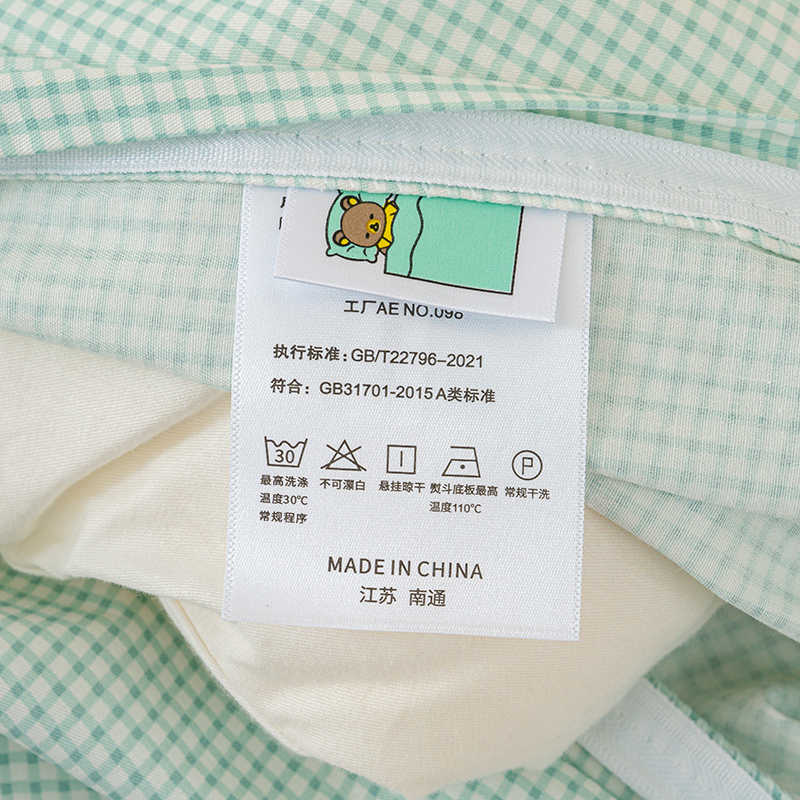 工厂AE NO.098
执行标准: GB/T22796–2021
符合: GB31701-2015 A类标准
30
P
最高洗涤 不可漂白 悬挂晾干 熨斗底板最高 常规干洗
温度30℃ 温度110℃
常规程序
MADE IN CHINA
江苏 南通